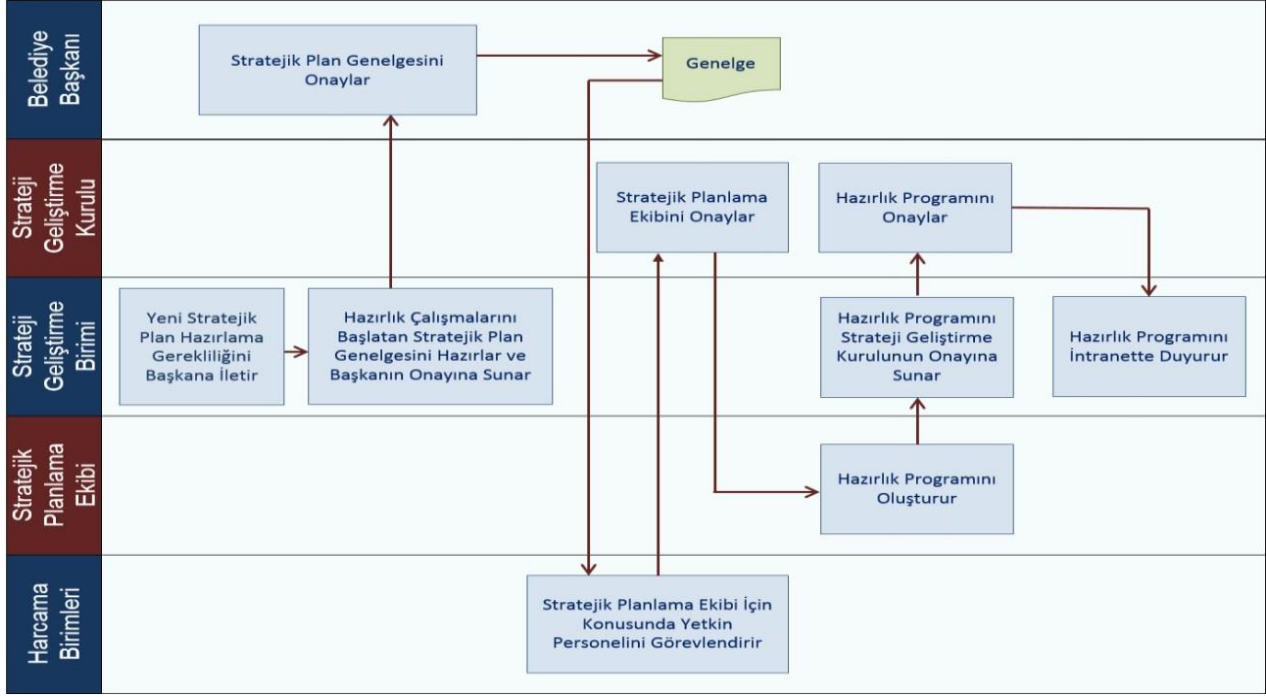 Belediye
Başkanı
Stratejik Plan Genelgesini
Onaylar
Genelge
Strateji
Geliştirme
Kurulu
Stratejik Planlama
Ekibini Onaylar
Hazırlık Programını
Onaylar
Strateji
Geliştirme
Birimi
Yeni Stratejik
Plan Hazırlama
Gerekliliğini
Başkana İletir
Hazırlık Çalışmalarını
Başlatan Stratejik Plan
Genelgesini Hazırlar ve
Başkanın Onayına Sunar
Hazırlık Programını
Strateji Geliştirme
Kurulunun Onayına
Sunar
Hazırlık Programını
İntranette Duyurur
Stratejik
Planlama
Ekibi
Hazırlık Programını
Oluşturur
Harcama
Birimleri
Stratejik Planlama Ekibi İçin
Konusunda Yetkin
Personelini Görevlendirir